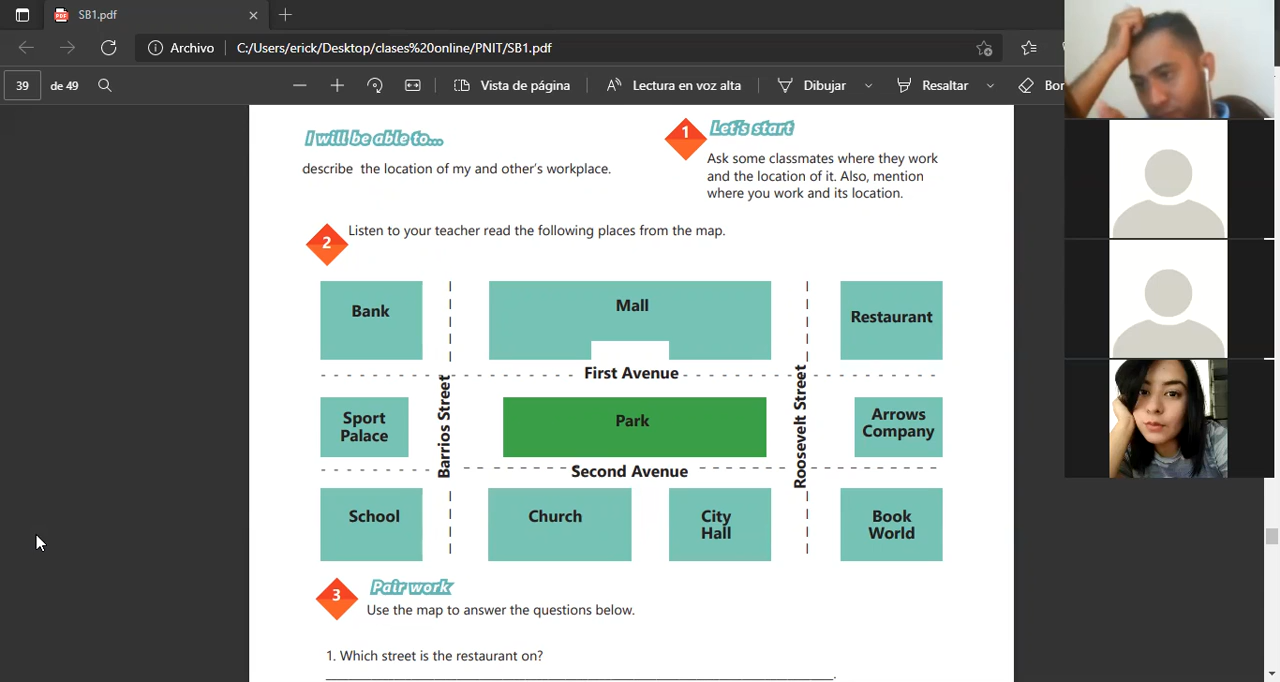 SB1.pdf
Archivo
C:/Users/erick/Desktop/clases%20online/PNIT/SB1.pdf
39
de 49
Vista de página
Lectura en voz alta
Dibujar
Resaltar
Bor
I will be able to...
describe the location of my and other's workplace.
1
Let's start
Ask some classmates where they work
and the location of it. Also, mention
where you work and its location.
2
Listen to your teacher read the following places from the map.
Bank
Mall
Restaurant
First Avenue
Barrios Street
Roosevelt Street
Sport
Palace
Park
Arrows
Company
Second Avenue
School
Church
City
Hall
Book
World
3
Pair work
Use the map to answer the questions below.
1. Which street is the restaurant on?